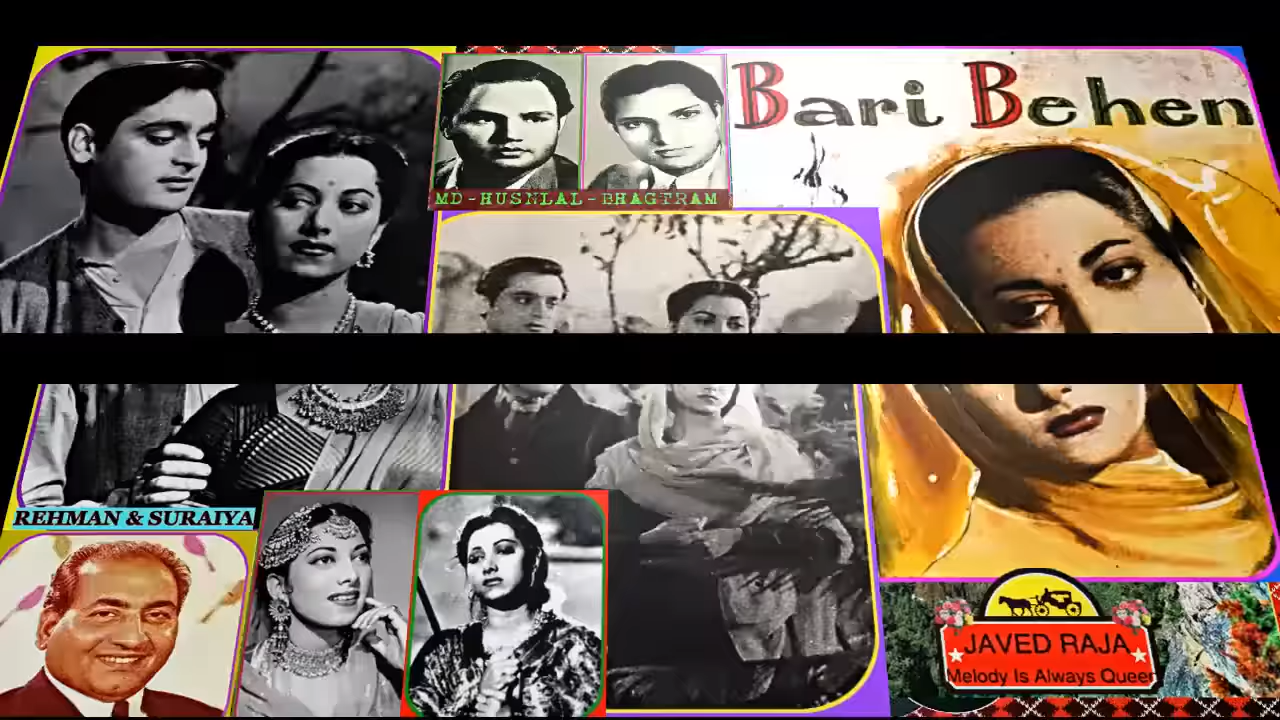 Bari Behen
MD-HUSNLAL-BHAGTRAM
REHMAN & SURAIYA
JAVED RAJA
Melody Is Always Queen